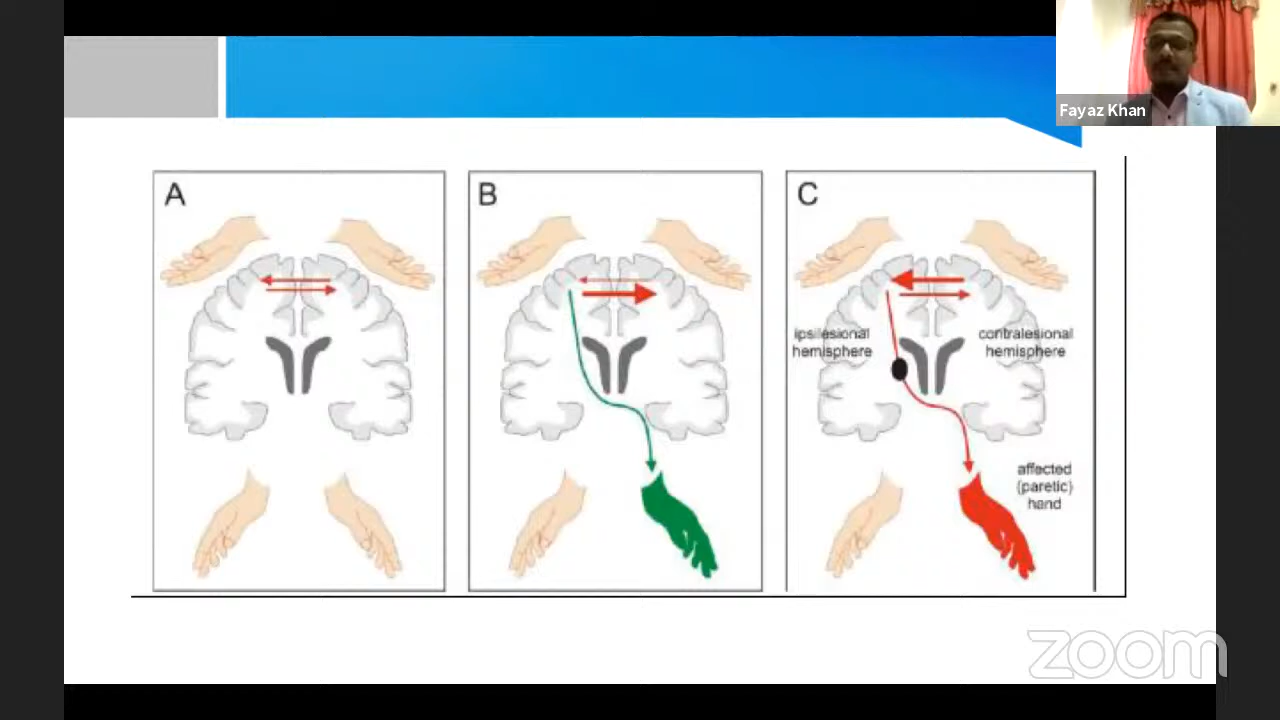 Fayaz Khan
A
B
C
ipsilesional
hemisphere
contralesional
hemisphere
affected
(paretic)
hand
zoom